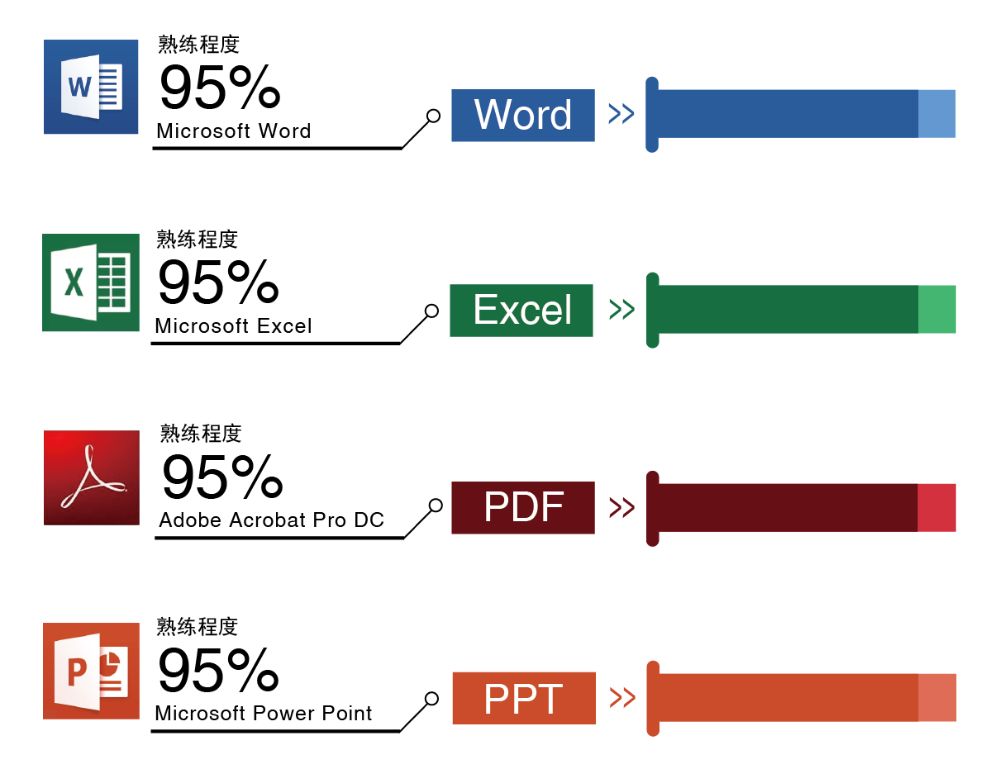 熟练程度
95%
Microsoft Word
Word
W
熟练程度
95%
Microsoft Excel
Excel
X
熟练程度
95%
Adobe Acrobat Pro DC
PDF
熟练程度
95%
Microsoft Power Point
PPT
P